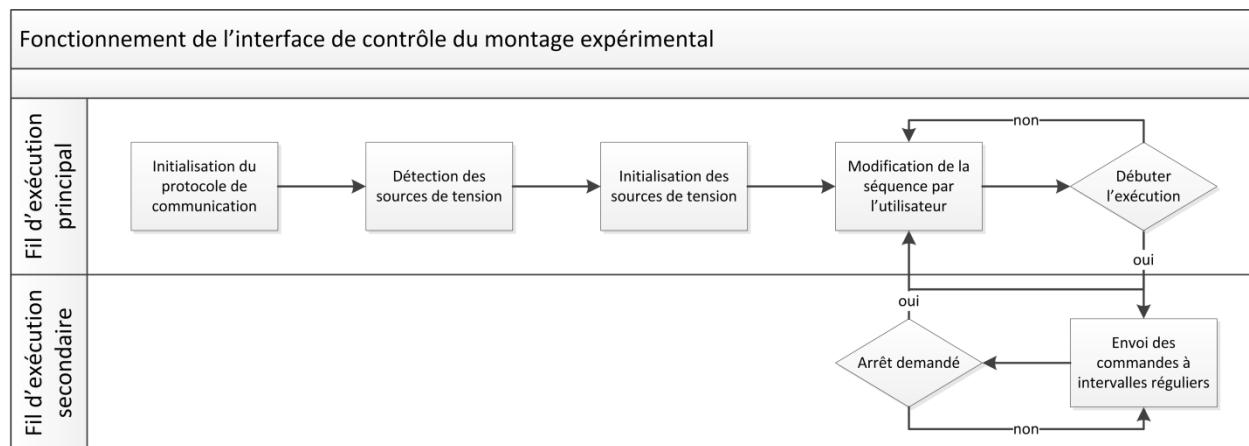 Fonctionnement de l'interface de contrôle du montage expérimental
Fil d'exécution
principal
Initialisation du
protocole de
communication
Détection des
sources de tension
Initialisation des
sources de tension
Modification de la
séquence par
l'utilisateur
non
Débuter
l'exécution
oui
Fil d'exécution
secondaire
oui
Arrêt demandé
Envoi des
commandes à
intervalles réguliers
non